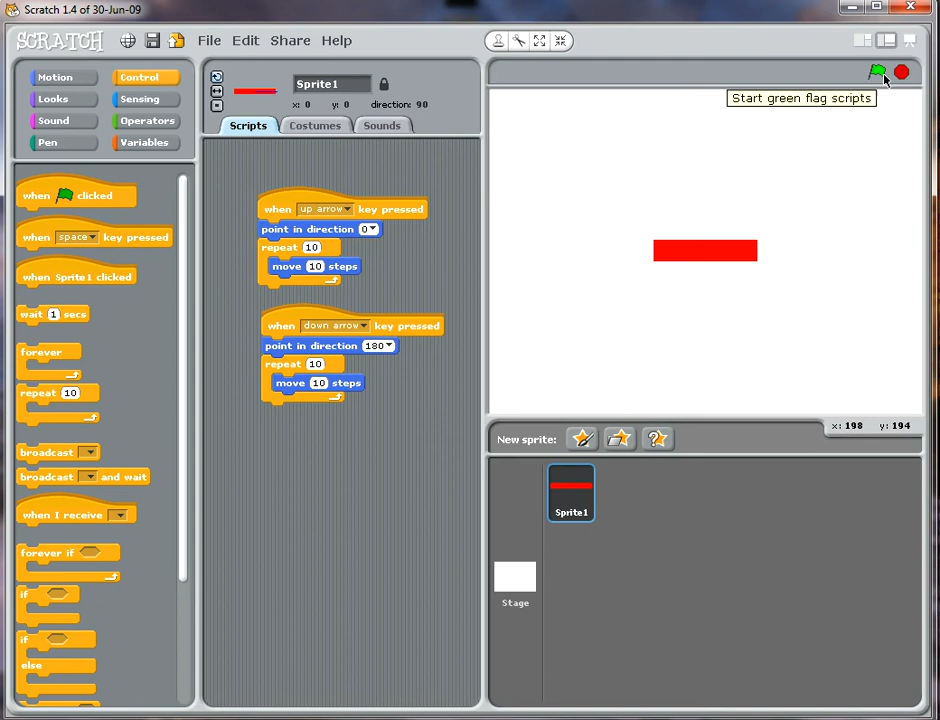 Scratch 1.4 of 30-Jun-09
SCRATCH
File Edit Share Help
Motion Control
Looks Sensing
Sound Operators
Pen Variables
when clicked
when space key pressed
when Sprite1 clicked
wait 1 secs
forever
repeat 10
broadcast
broadcast and wait
when I receive
forever if
if
if
else
Sprite1
x: 0 y: 0 direction: 90
Scripts Costumes Sounds
when up arrow key pressed
point in direction 0
repeat 10
move 10 steps
when down arrow key pressed
point in direction 180
repeat 10
move 10 steps
Start green flag scripts
x: 198 y: 194
New sprite:
Sprite1
Stage